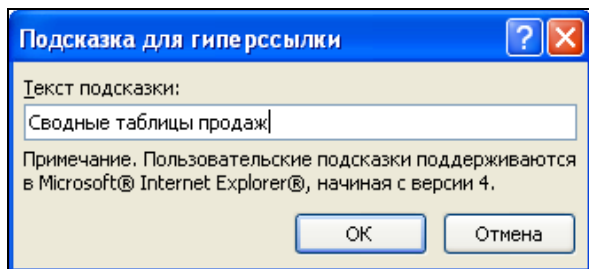 Подсказка для гиперссылки
Текст подсказки:
Сводные таблицы продаж
Примечание. Пользовательские подсказки поддерживаются
в Microsoft® Internet Explorer®, начиная с версии 4.
ОК
Отмена